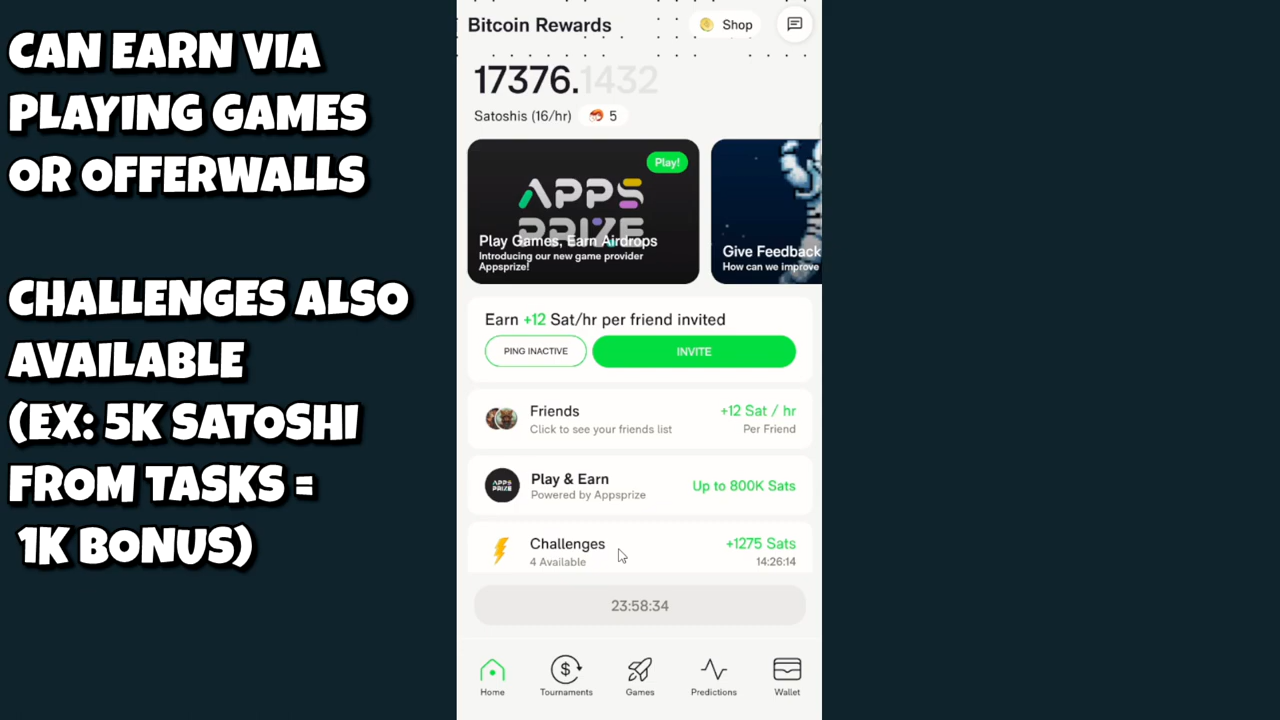 CAN EARN VIA
PLAYING GAMES
OR OFFERWALLS
CHALLENGES ALSO
AVAILABLE
(EX: 5K SATOSHI
FROM TASKS =
1K BONUS)
Bitcoin Rewards
Shop
17376.1432
Satoshis (16/hr)
5
Play!
APPS
PRIZE
Play Games, Earn Airdrops
Introducing our new game provider
Appsprize!
Give Feedback
How can we improve
Earn +12 Sat/hr per friend invited
PING INACTIVE
INVITE
Friends
+12 Sat / hr
Click to see your friends list
Per Friend
APPS
PRIZE
Play & Earn
Powered by Appsprize
Up to 800K Sats
Challenges
+1275 Sats
4 Available
14:26:14
23:58:34
Home
Tournaments
Games
Predictions
Wallet